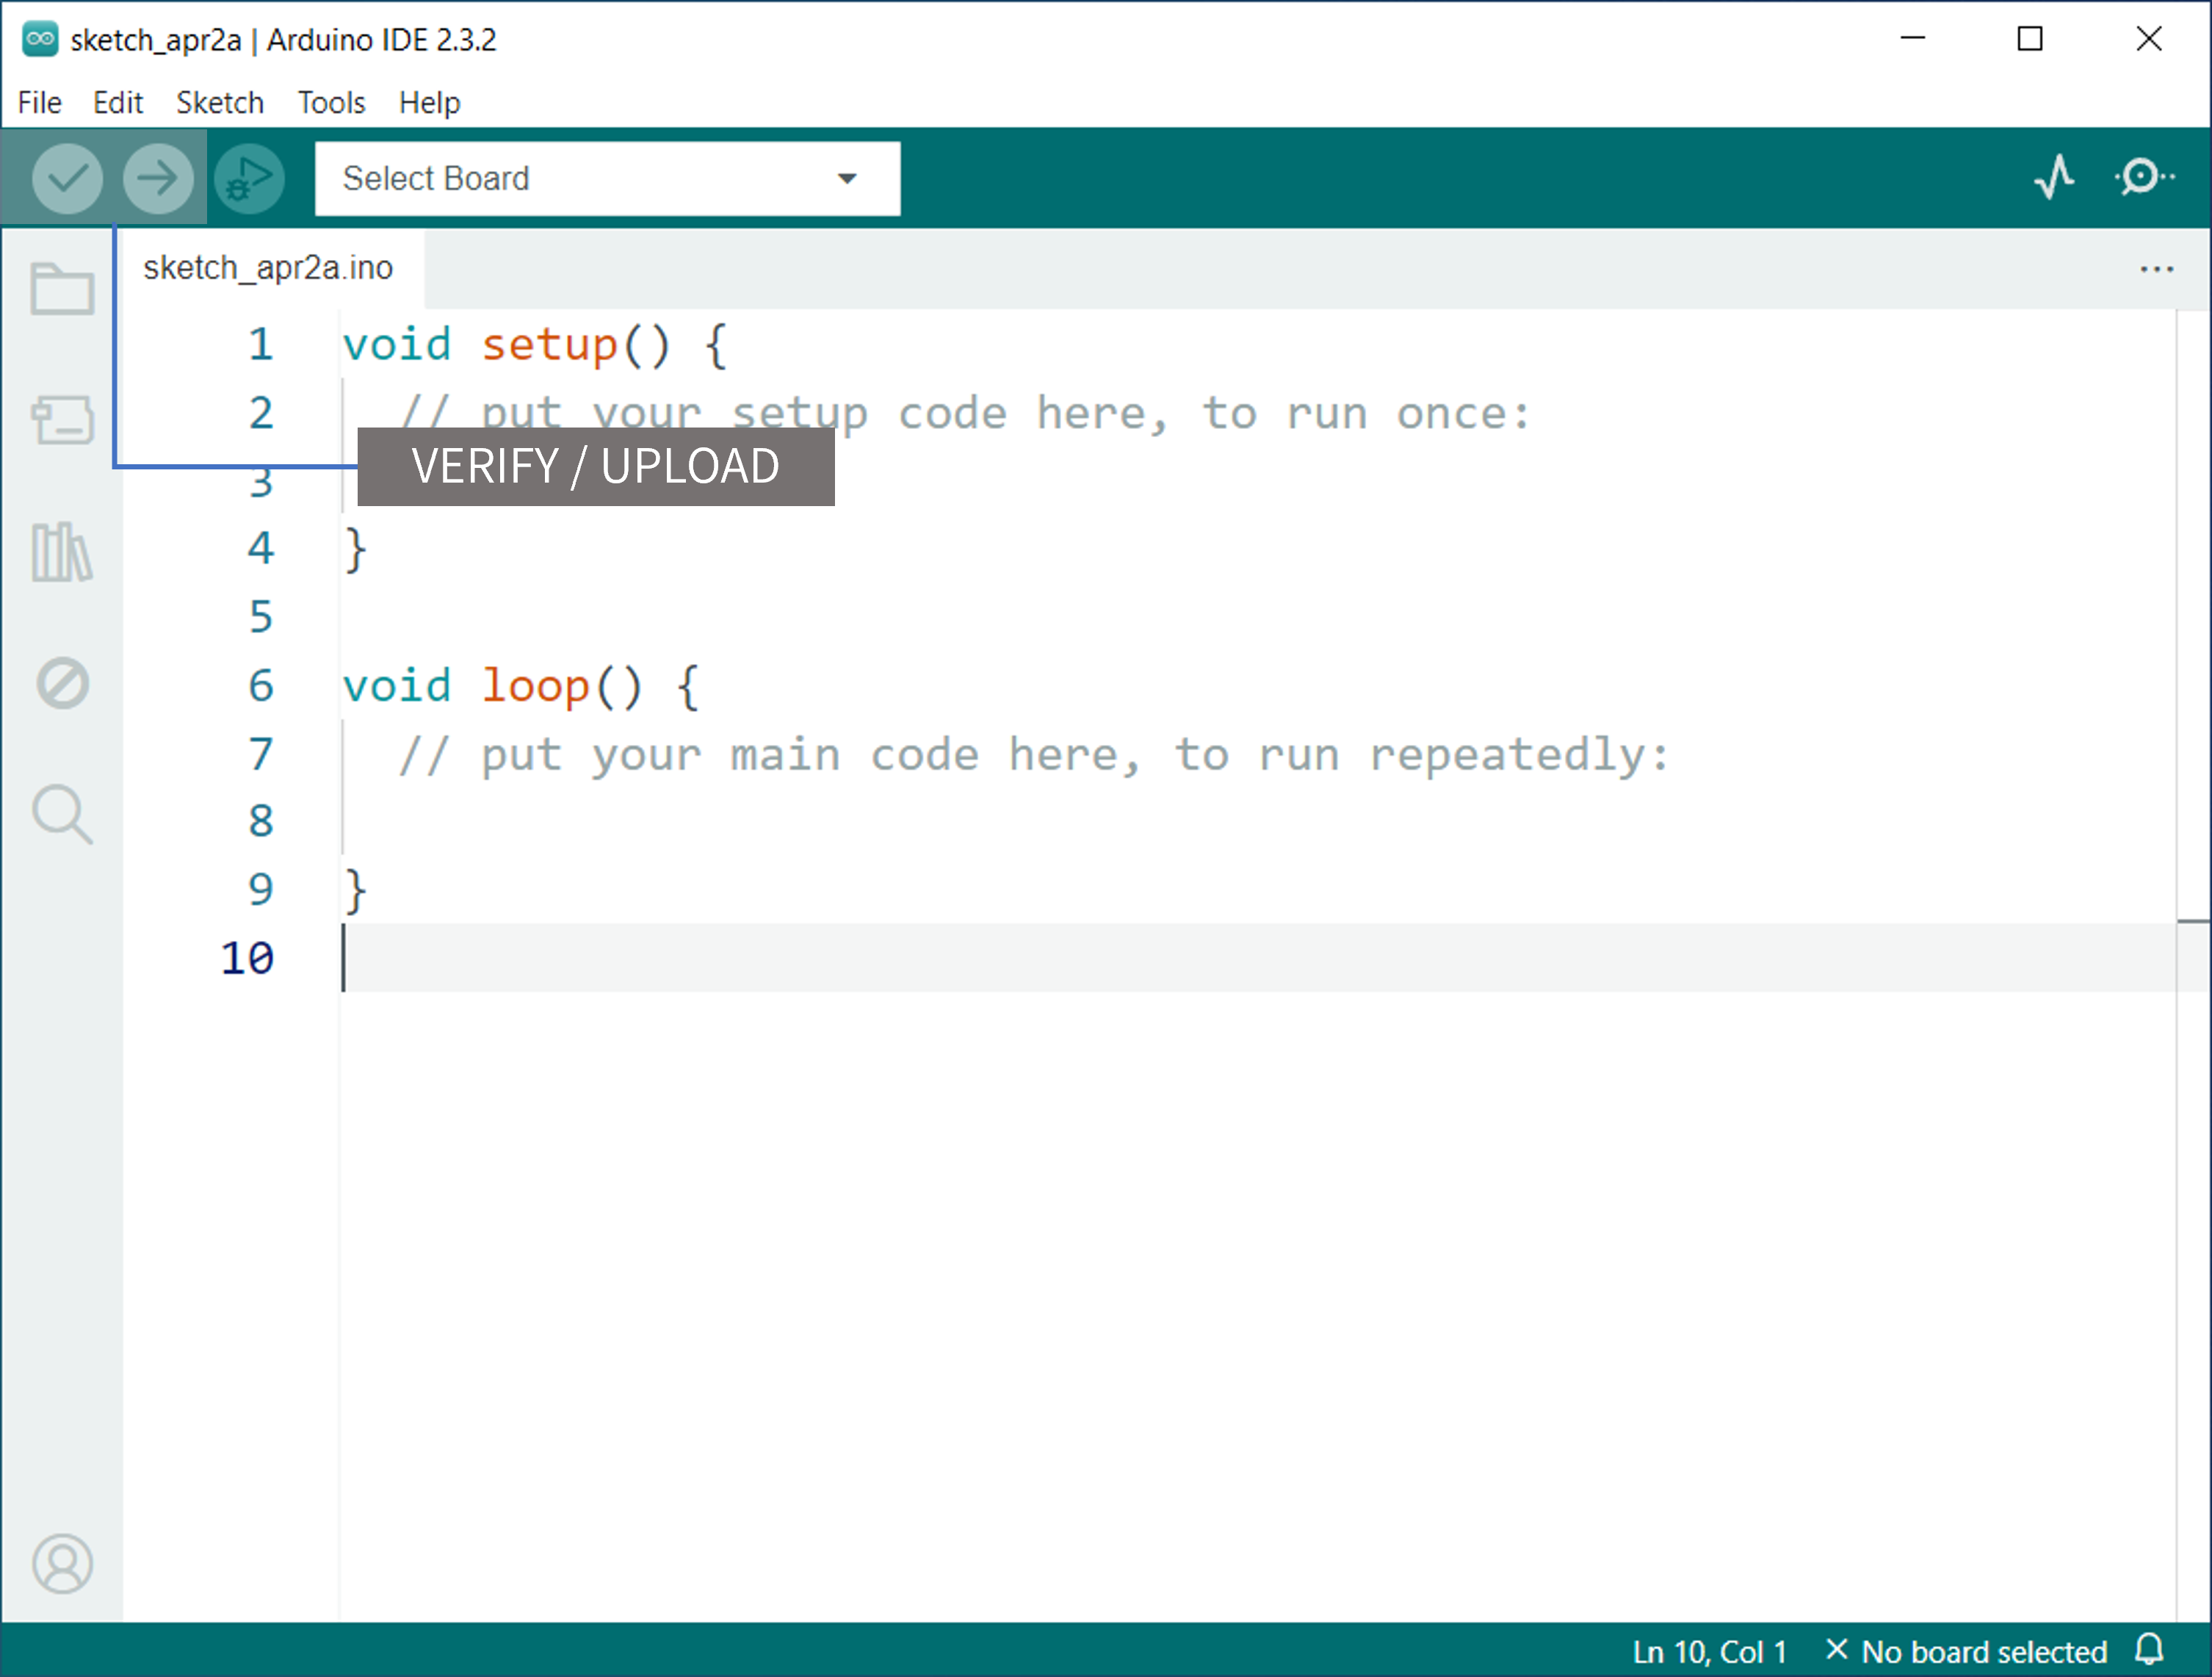 sketch_apr2a | Arduino IDE 2.3.2
File Edit Sketch Tools Help
Select Board
sketch_apr2a.ino
1 void setup() {
2 // put your setup code here, to run once:
VERIFY / UPLOAD
3
4 }
5
6 void loop() {
7 // put your main code here, to run repeatedly:
8
9 }
10
Ln 10, Col 1 × No board selected